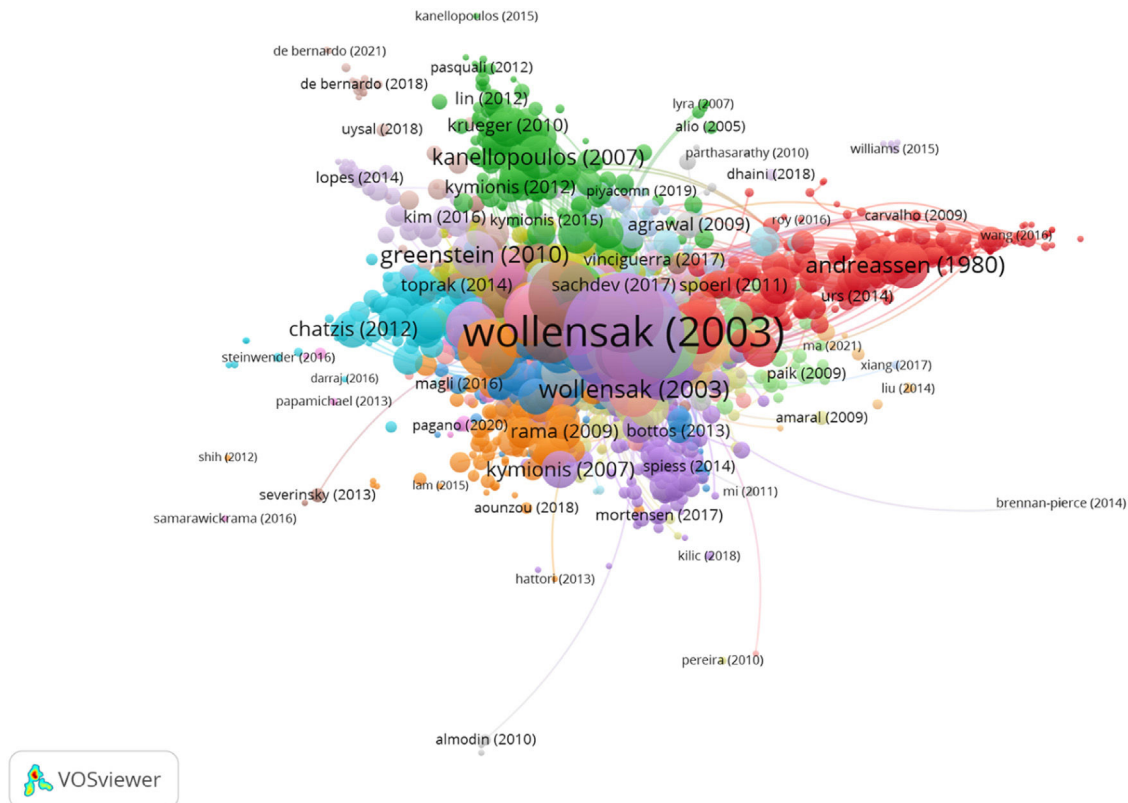 kanellopoulos (2015)
de bernardo (2021)
pasquali (2012)
de bernardo (2018)
lin (2012)
lyra (2007)
krueger (2010)
alio (2005)
uysal (2018)
williams (2015)
parthasarathy (2010)
kanellopoulos (2007)
lopes (2014)
dhaini (2018)
kymionis (2012)
piyacomn (2019)
kim (2016)
kymionis (2015)
agrawal (2009)
roy (2016)
carvalho (2009)
wang (2016)
greenstein (2010)
vinciguerra (2017)
andreassen (1980)
toprak (2014)
sachdev (2017)
spoerl (2011)
urs (2014)
chatzis (2012)
wollensak (2003)
ma (2021)
steinwender (2016)
xiang (2017)
paik (2009)
darraj (2016)
magli (2016)
wollensak (2003)
liu (2014)
papamichael (2013)
amaral (2009)
pagano (2020)
rama (2009)
bottos (2013)
shih (2012)
kymionis (2007)
spiess (2014)
lam (2015)
mi (2011)
severinsky (2013)
brennan-pierce (2014)
aounzou (2018)
samarawickrama (2016)
mortensen (2017)
kilic (2018)
hattori (2013)
pereira (2010)
almodin (2010)
VOSviewer